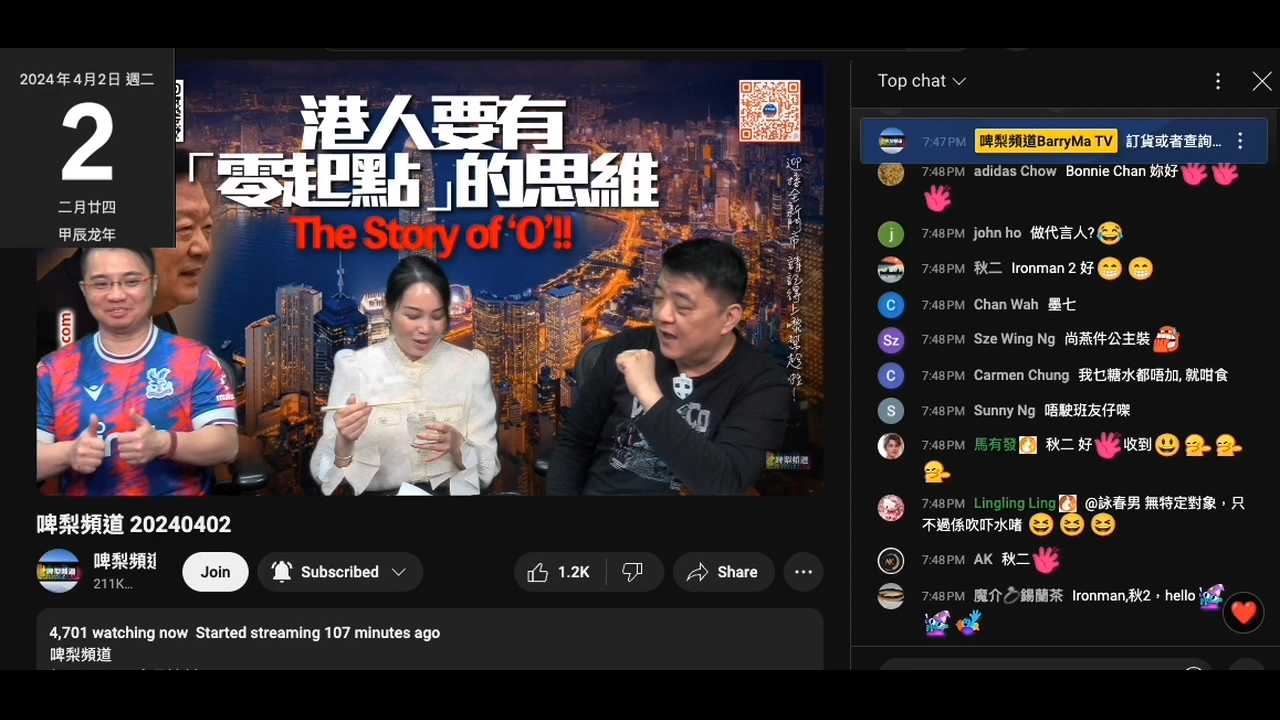 2024年4月2日 週二
2
二月廿四
甲辰龙年
港人要有
「零起點」的思維
The Story of ‘O’!!
.com
啤梨頻道
啤梨頻道 20240402
啤梨頻道
211K...
Join
Subscribed
1.2K
Share
4,701 watching now Started streaming 107 minutes ago
啤梨頻道
Top chat
7:47 PM 啤梨頻道BarryMa TV 訂貨或者查詢...
7:48 PM adidas Chow Bonnie Chan 妳好
7:48 PM john ho 做代言人?😂
7:48 PM 秋二 Ironman 2 好😁😁
7:48 PM Chan Wah 墨七
7:48 PM Sze Wing Ng 尚燕件公主裝
7:48 PM Carmen Chung 我乜糖水都唔加, 就咁食
7:48 PM Sunny Ng 唔駛班友仔㗎
7:48 PM 馬有發 秋二 好 收到😃
7:48 PM Lingling Ling @詠春男 無特定對象，只
不過係吹吓水啫 😆😆😆
7:48 PM AK 秋二
7:48 PM 魔介💍錫蘭茶 Ironman,秋2，hello